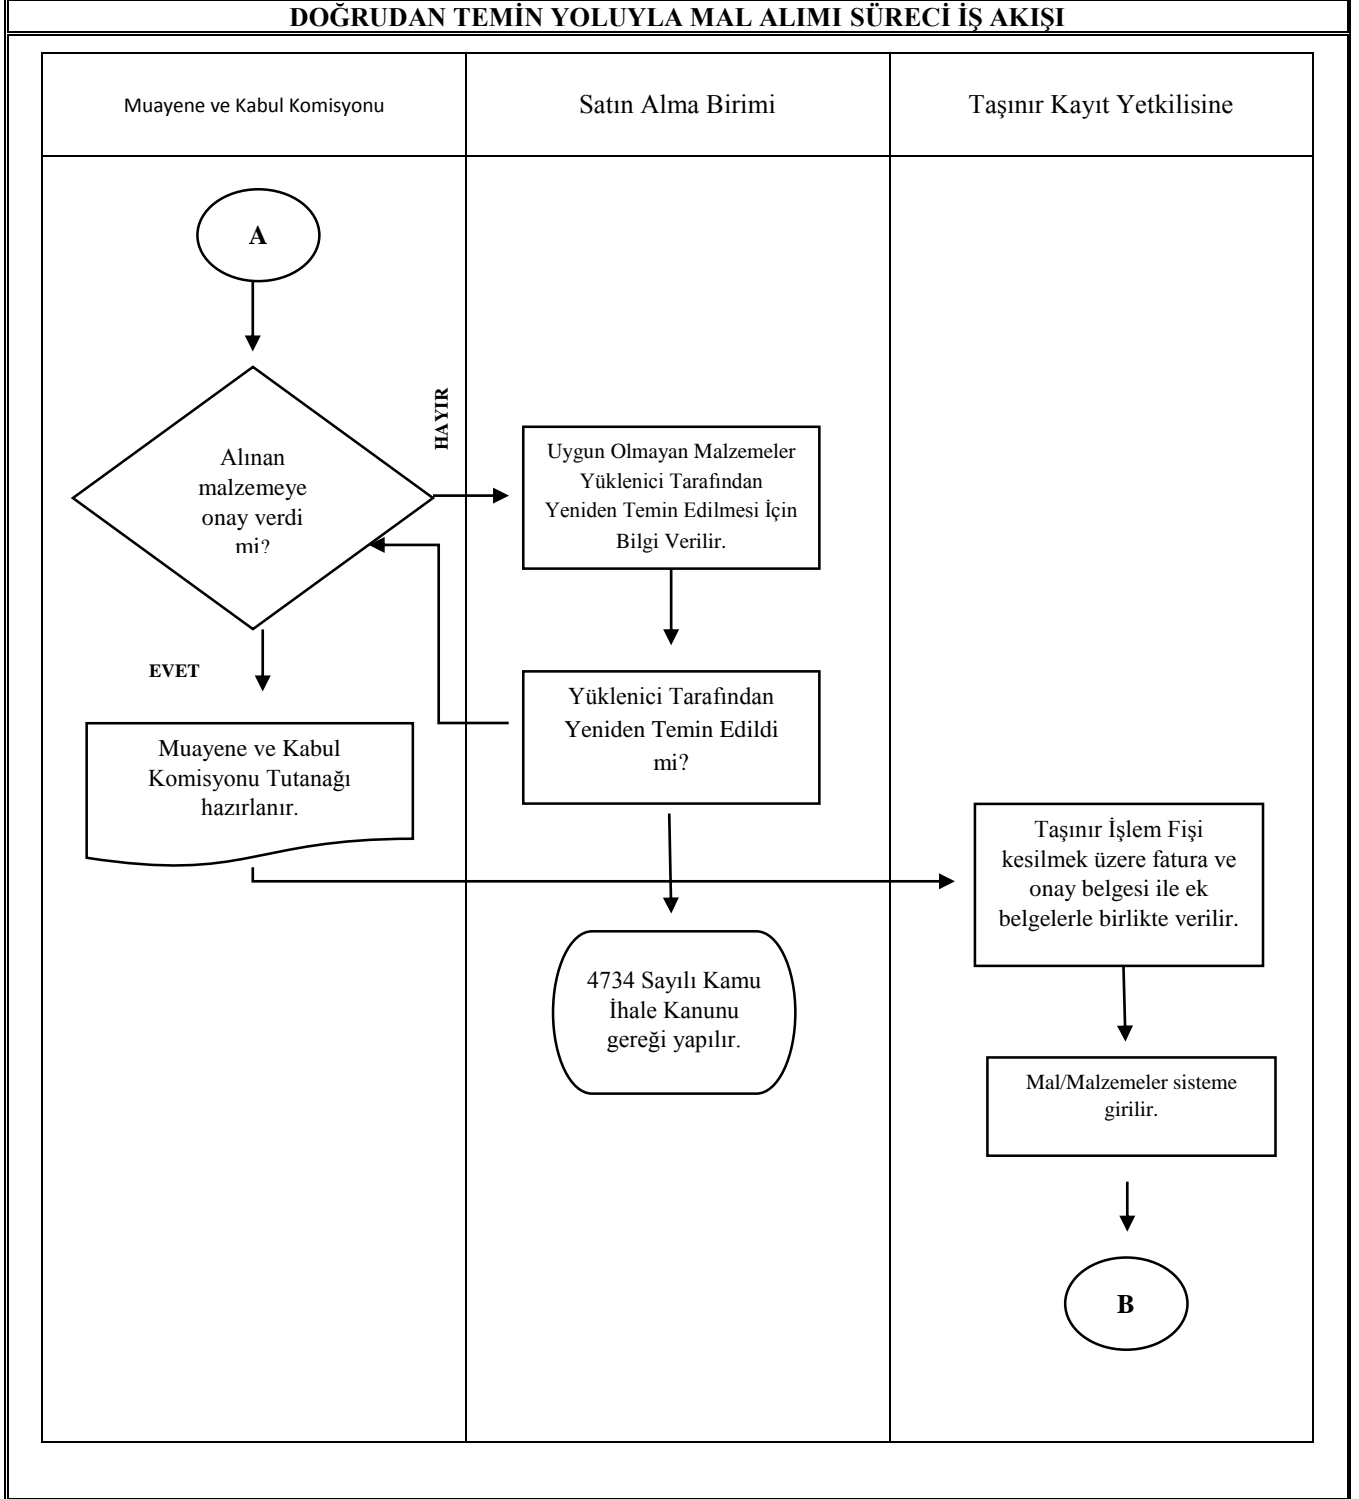 DOĞRUDAN TEMİN YOLUYLA MAL ALIMI SÜRECİ İŞ AKIŞI
Muayene ve Kabul Komisyonu
Satın Alma Birimi
Taşınır Kayıt Yetkilisine
A
HAYIR
Alınan
malzemeye
onay verdi
mi?
Uygun Olmayan Malzemeler
Yüklenici Tarafından
Yeniden Temin Edilmesi İçin
Bilgi Verilir.
EVET
Yüklenici Tarafından
Yeniden Temin Edildi
mi?
Muayene ve Kabul
Komisyonu Tutanağı
hazırlanır.
Taşınır İşlem Fişi
kesilmek üzere fatura ve
onay belgesi ile ek
belgelerle birlikte verilir.
4734 Sayılı Kamu
İhale Kanunu
gereği yapılır.
Mal/Malzemeler sisteme
girilir.
B